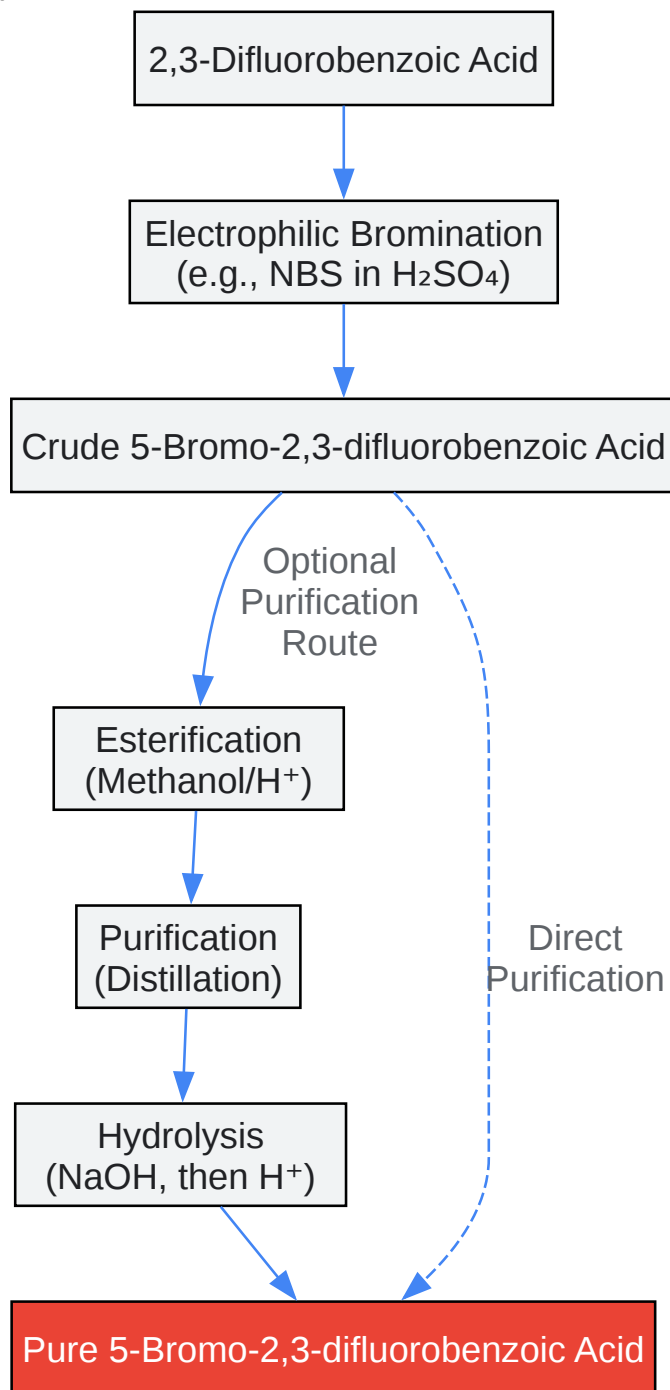 2,3-Difluorobenzoic Acid
Electrophilic Bromination
(e.g., NBS in H₂SO₄)
Crude 5-Bromo-2,3-difluorobenzoic Acid
Optional
Purification
Route
Esterification
(Methanol/H⁺)
Purification
(Distillation)
Direct
Purification
Hydrolysis
(NaOH, then H⁺)
Pure 5-Bromo-2,3-difluorobenzoic Acid